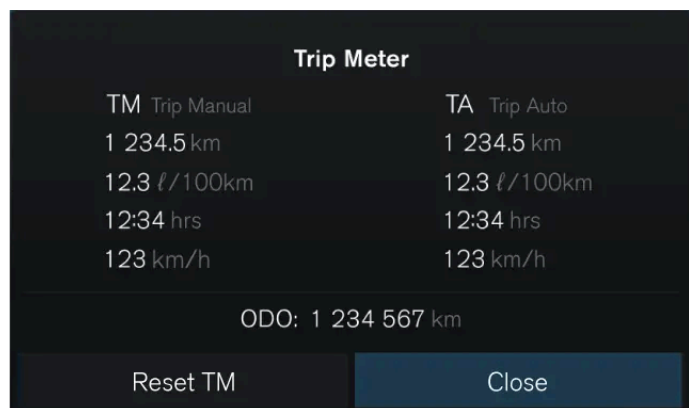 Trip Meter
TM Trip Manual TA Trip Auto
1 234.5 km 1 234.5 km
12.3 ℓ/100km 12.3 ℓ/100km
12:34 hrs 12:34 hrs
123 km/h 123 km/h
ODO: 1 234 567 km
Reset TM Close